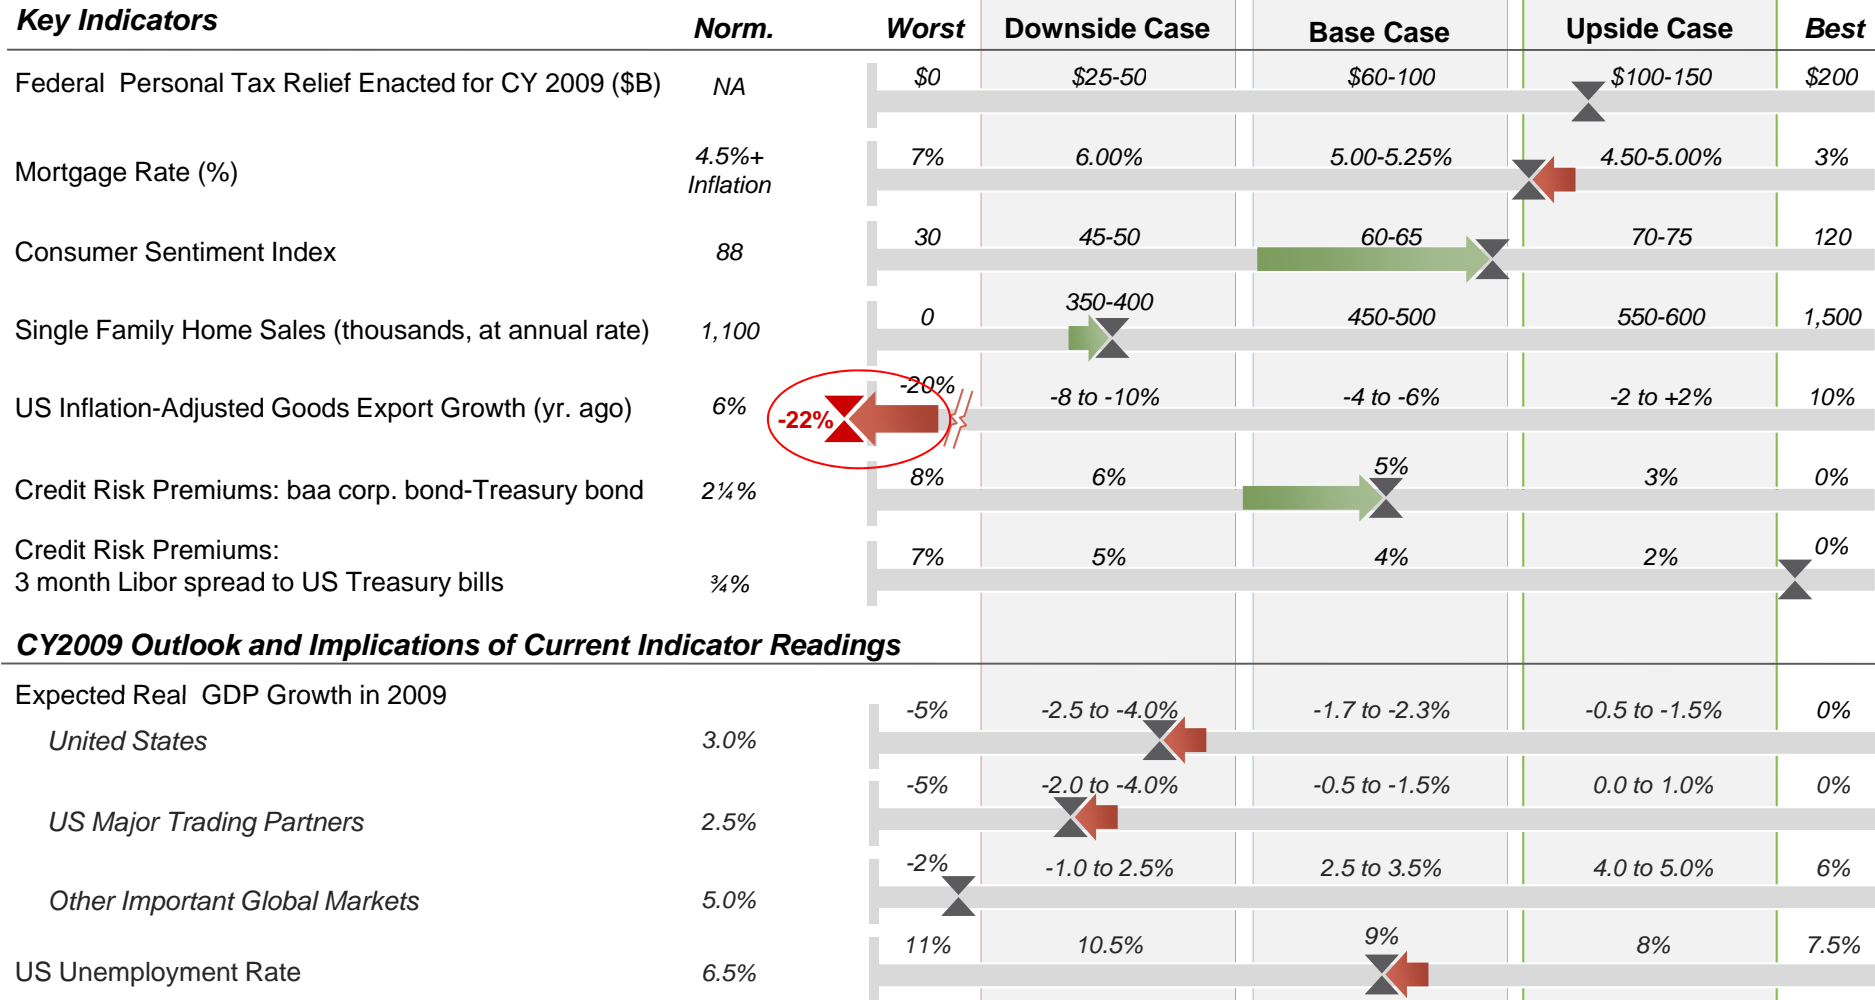 Key Indicators Norm. Worst Downside Case Base Case Upside Case Best
Federal Personal Tax Relief Enacted for CY 2009 ($B) NA $0 $25-50 $60-100 $100-150 $200
Mortgage Rate (%) 4.5%+ Inflation 7% 6.00% 5.00-5.25% 4.50-5.00% 3%
Consumer Sentiment Index 88 30 45-50 60-65 70-75 120
Single Family Home Sales (thousands, at annual rate) 1,100 0 350-400 450-500 550-600 1,500
US Inflation-Adjusted Goods Export Growth (yr. ago) 6% -22% -20% -8 to -10% -4 to -6% -2 to +2% 10%
Credit Risk Premiums: baa corp. bond-Treasury bond 2¼% 8% 6% 5% 3% 0%
Credit Risk Premiums:
3 month Libor spread to US Treasury bills ¾% 7% 5% 4% 2% 0%
CY2009 Outlook and Implications of Current Indicator Readings
Expected Real GDP Growth in 2009
United States 3.0% -5% -2.5 to -4.0% -1.7 to -2.3% -0.5 to -1.5% 0%
US Major Trading Partners 2.5% -5% -2.0 to -4.0% -0.5 to -1.5% 0.0 to 1.0% 0%
Other Important Global Markets 5.0% -2% -1.0 to 2.5% 2.5 to 3.5% 4.0 to 5.0% 6%
US Unemployment Rate 6.5% 11% 10.5% 9% 8% 7.5%